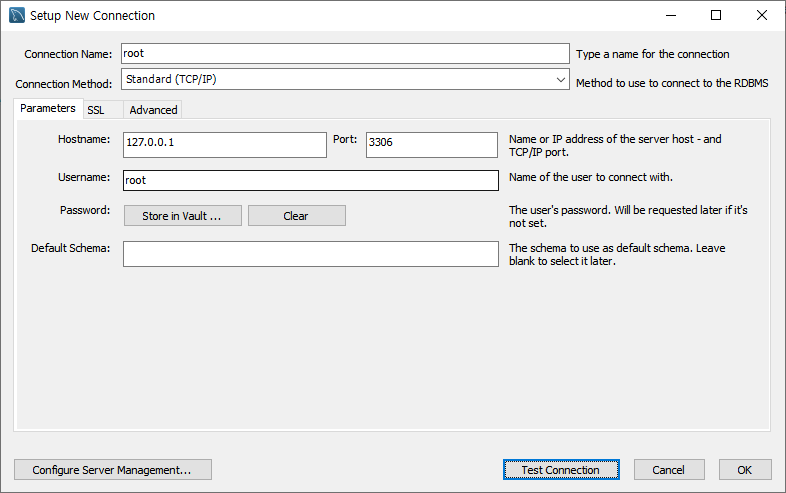 Setup New Connection
Connection Name: root Type a name for the connection
Connection Method: Standard (TCP/IP) Method to use to connect to the RDBMS
Parameters SSL Advanced
Hostname: 127.0.0.1 Port: 3306 Name or IP address of the server host - and
TCP/IP port.
Username: root Name of the user to connect with.
Password: Store in Vault ... Clear The user's password. Will be requested later if it's
not set.
Default Schema: The schema to use as default schema. Leave
blank to select it later.
Configure Server Management... Test Connection Cancel OK